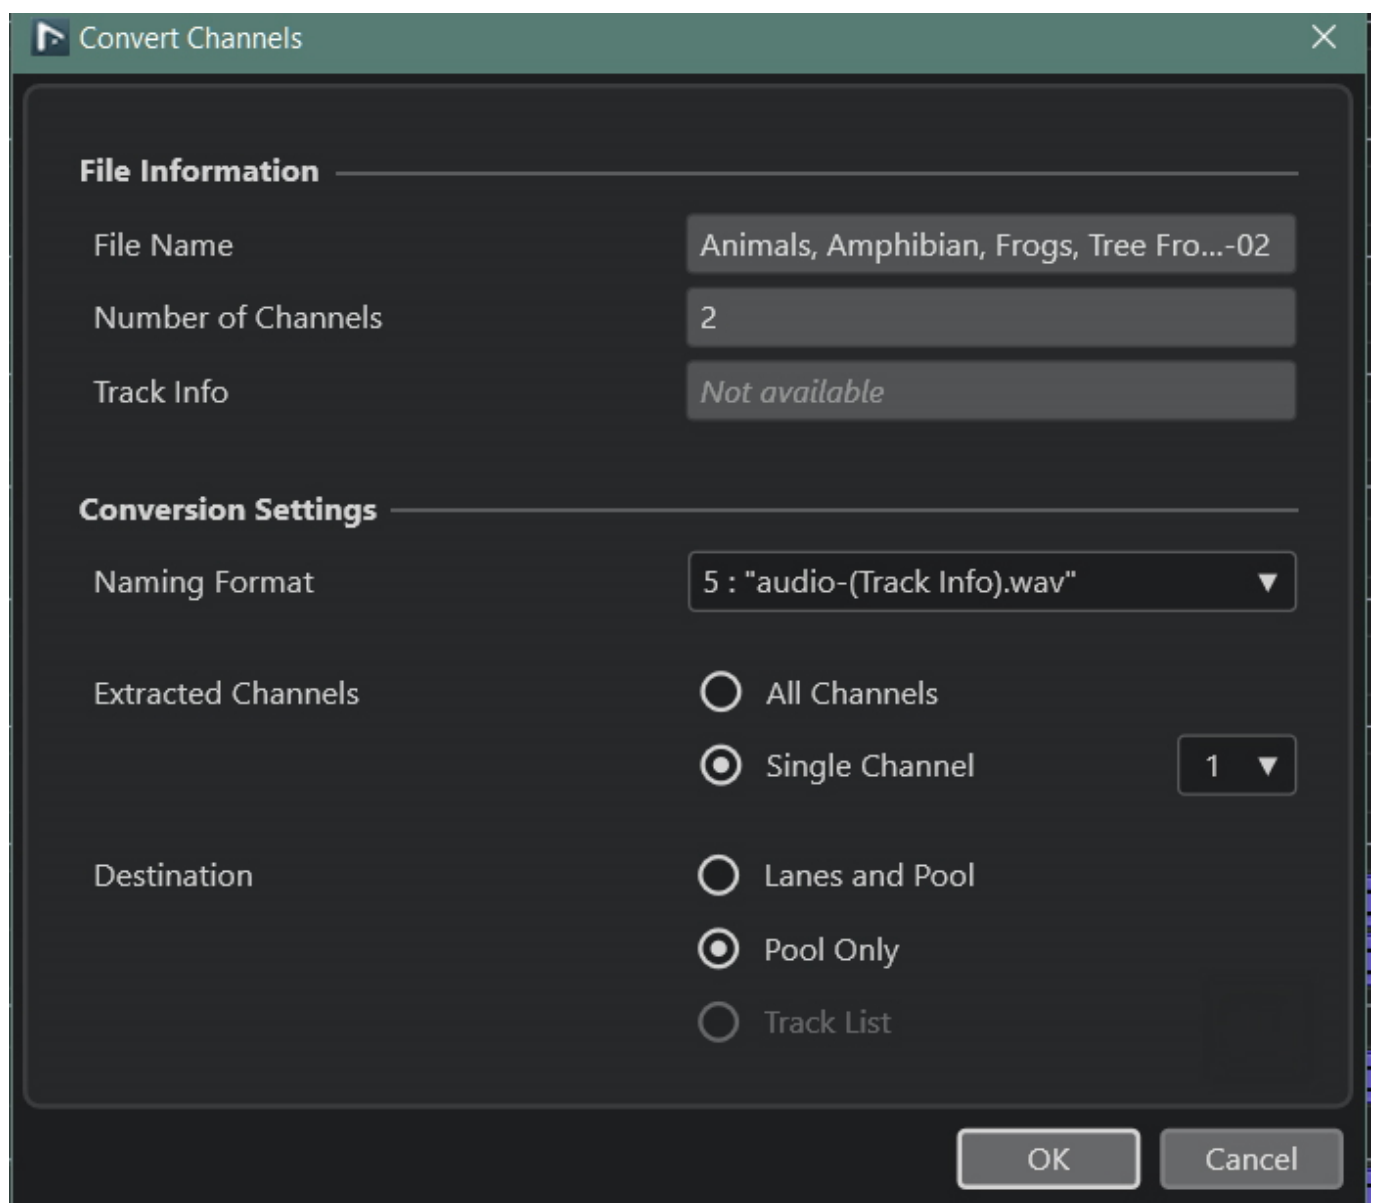 Convert Channels
File Information
File Name
Animals, Amphibian, Frogs, Tree Fro...-02
Number of Channels
2
Track Info
Not available
Conversion Settings
Naming Format
5 : "audio-(Track Info).wav"
Extracted Channels
All Channels
Single Channel
1
Destination
Lanes and Pool
Pool Only
Track List
OK
Cancel